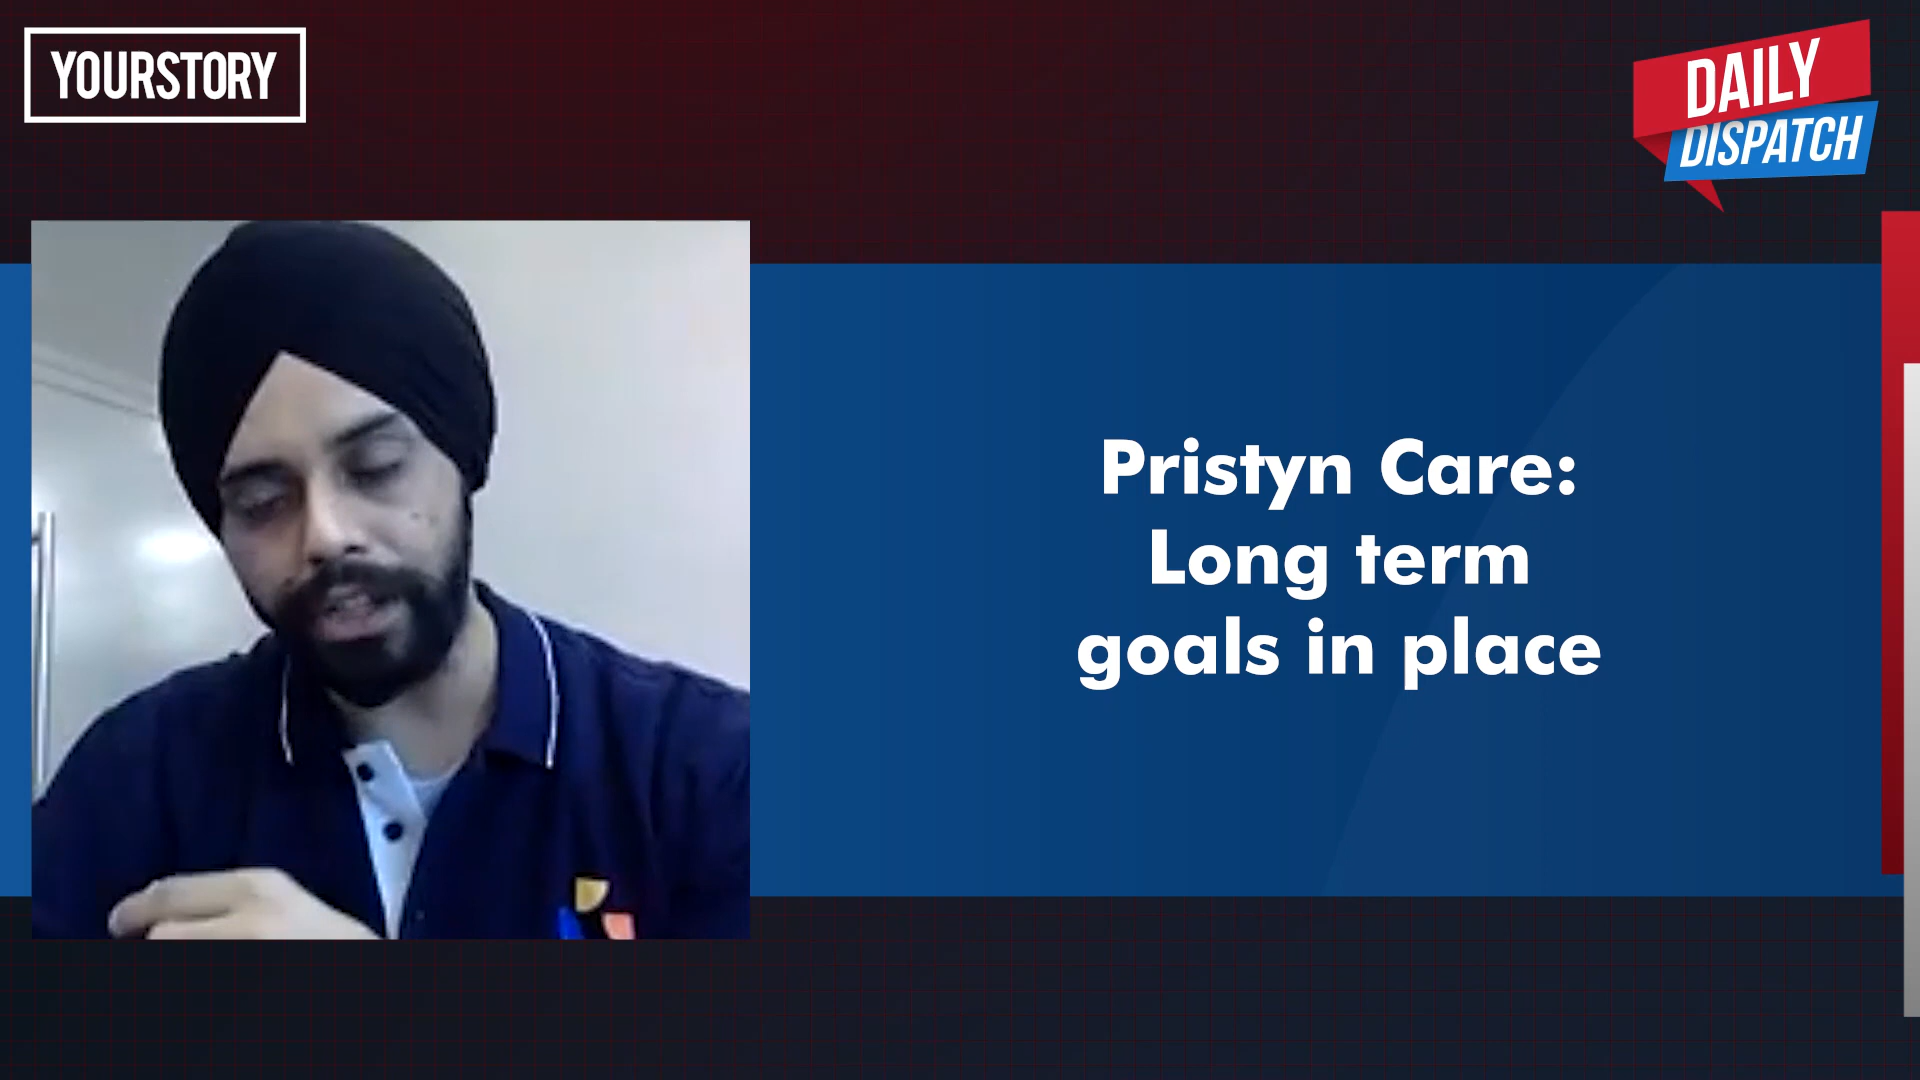 YOURSTORY
DAILY
DISPATCH
Pristyn Care:
Long term
goals in place